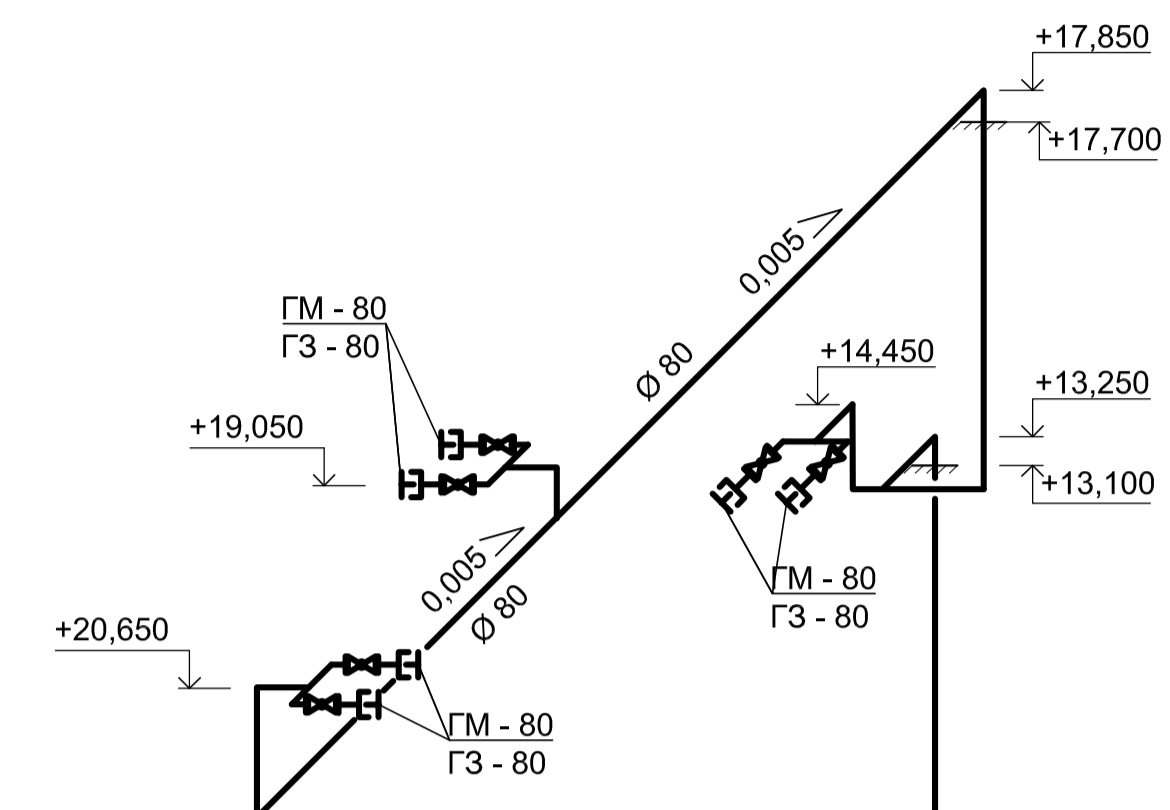 +17,850
+17,700
0,005
ГМ - 80
ГЗ - 80
Ø 80
+14,450
+13,250
+19,050
+13,100
0,005
ГМ - 80
ГЗ - 80
Ø 80
+20,650
ГМ - 80
ГЗ - 80